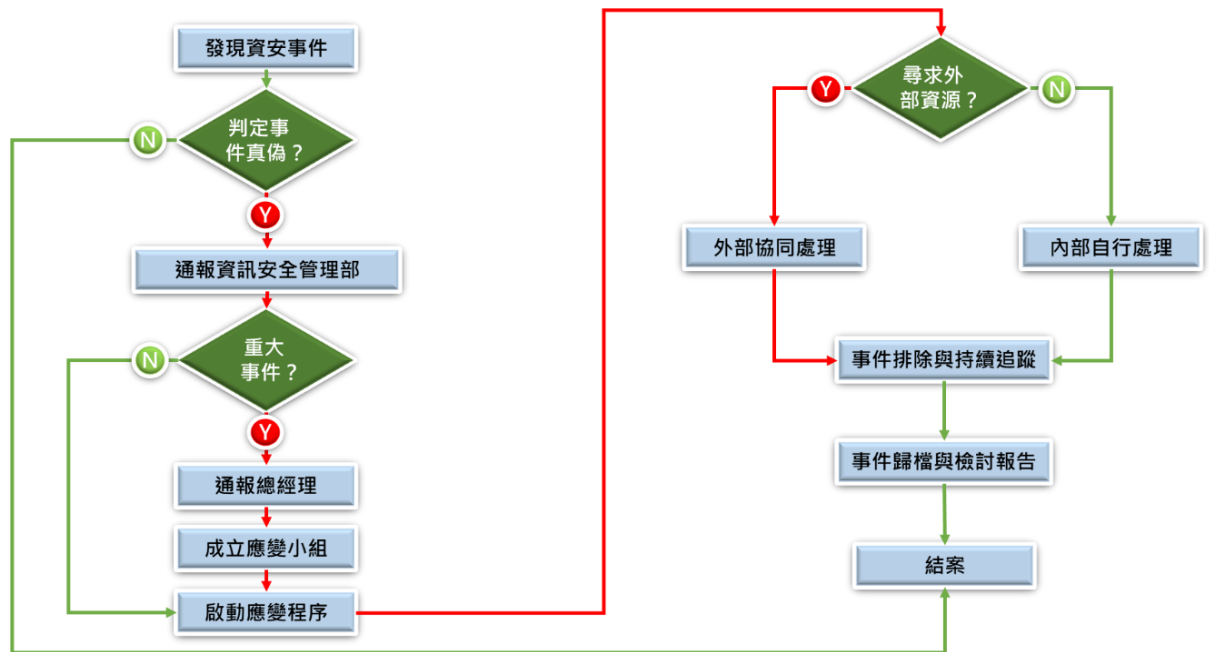 發現資安事件
判定事
件真偽？
N
Y
通報資訊安全管理部
重大
事件？
N
Y
通報總經理
成立應變小組
啟動應變程序
尋求外
部資源？
Y
N
外部協同處理
內部自行處理
事件排除與持續追蹤
事件歸檔與檢討報告
結案